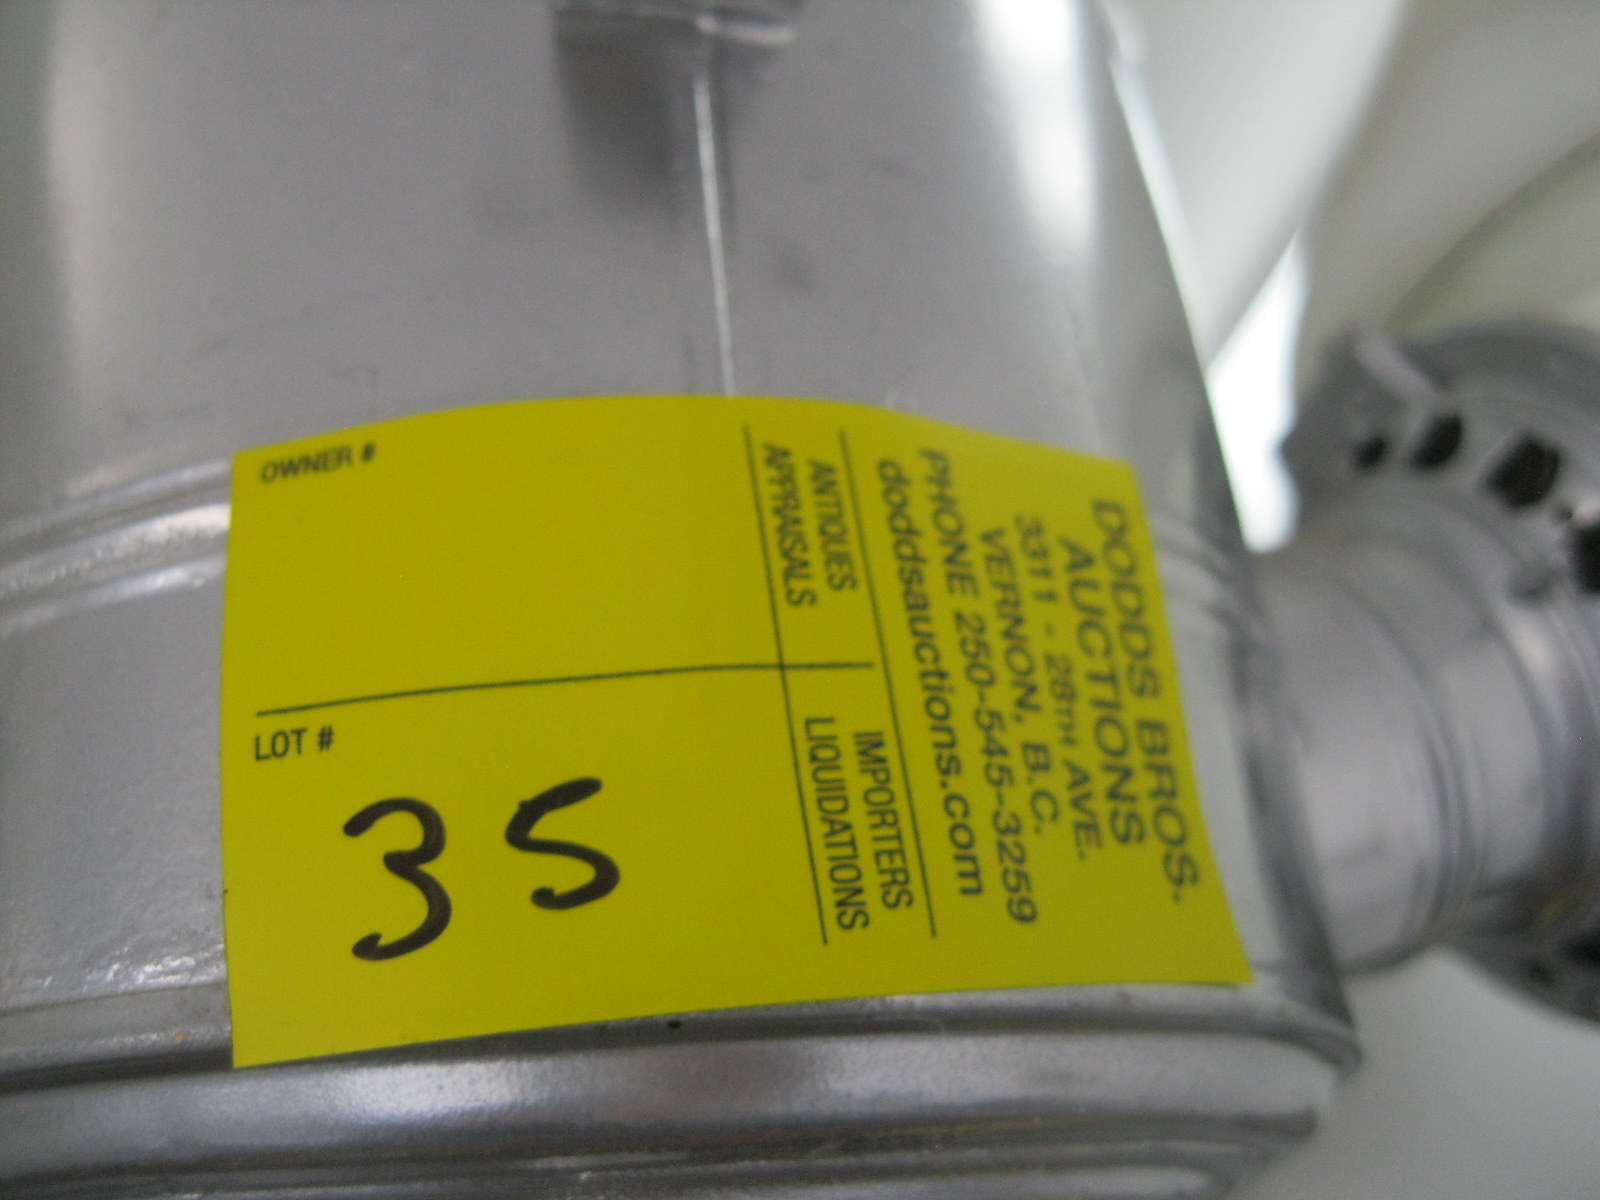 DODDS BROS.
AUCTIONS
3311 - 28TH AVE.
VERNON, B.C.
PHONE 250-545-3259
doddsauctions.com
ANTIQUES
APPRAISALS
IMPORTERS
LIQUIDATIONS
OWNER #
LOT #
35